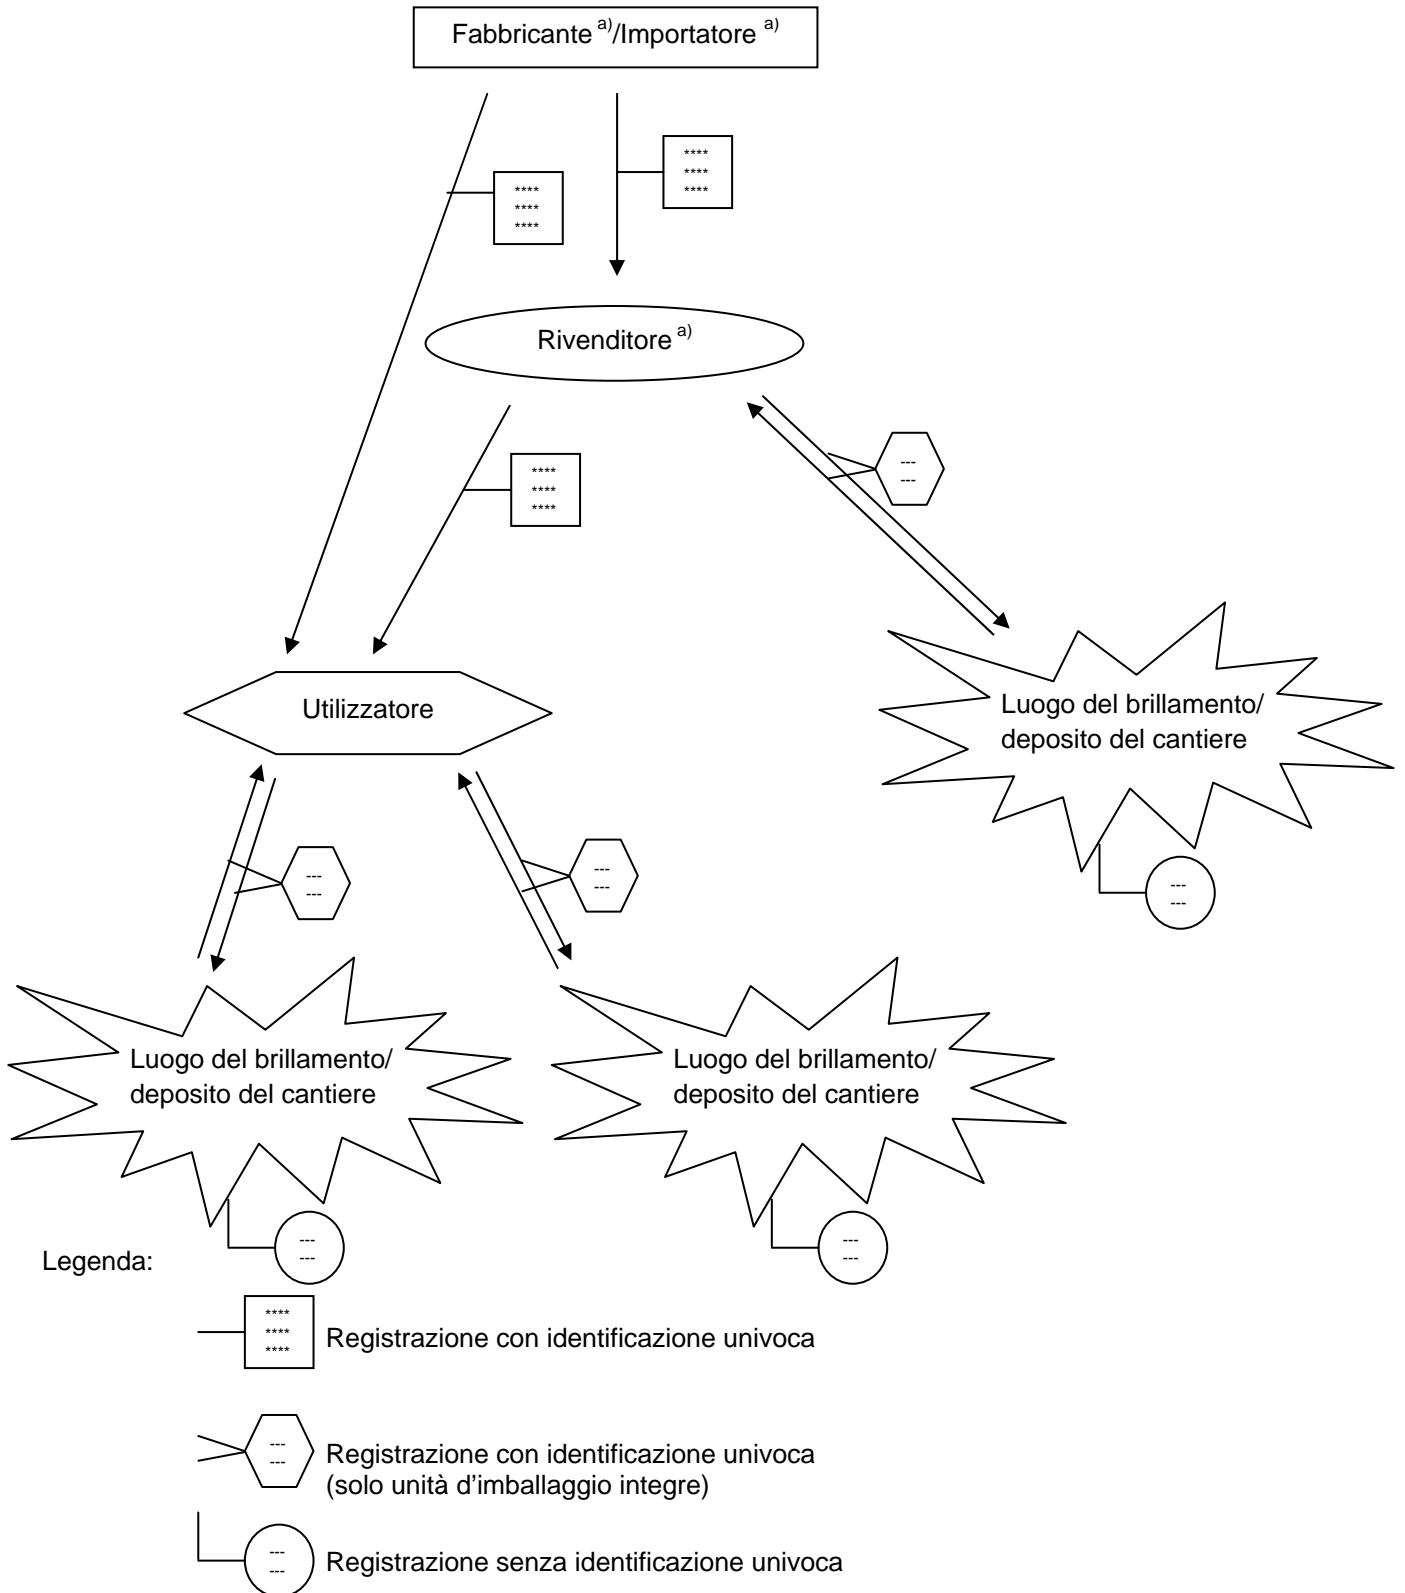 Fabbricante a)/Importatore a)
****
****
****
****
****
****
Rivenditore a)
****
****
****
---
---
Utilizzatore
Luogo del brillamento/
deposito del cantiere
---
---
---
---
---
---
Luogo del brillamento/
deposito del cantiere
Luogo del brillamento/
deposito del cantiere
---
---
---
---
Legenda:
****
****
****
Registrazione con identificazione univoca
---
---
Registrazione con identificazione univoca
(solo unità d’imballaggio integre)
---
---
Registrazione senza identificazione univoca